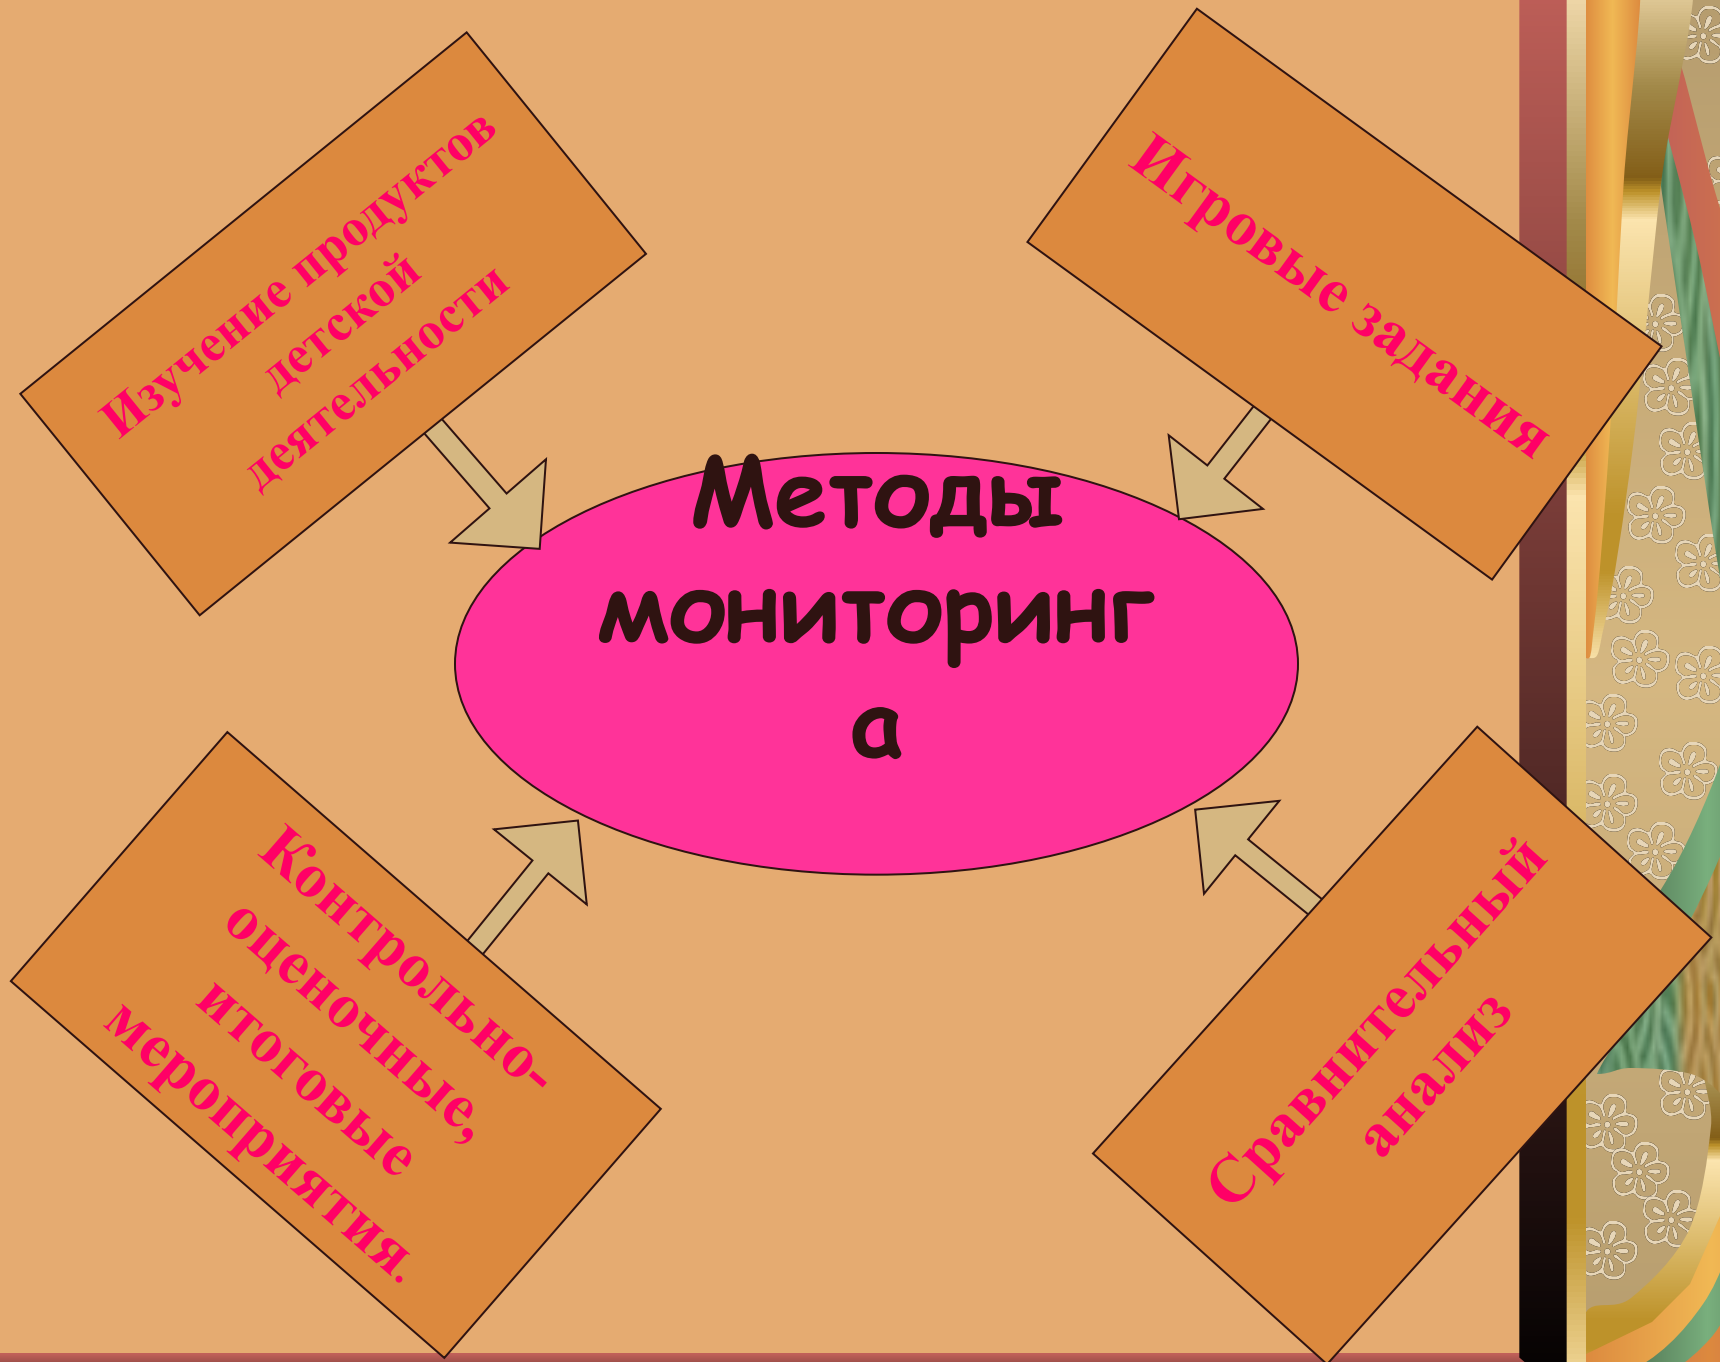 Изучение продуктов
детской
деятельности
Игровые задания
Методы
мониторинг
а
Контрольно-
оценочные,
итоговые
мероприятия.
Сравнительный
анализ